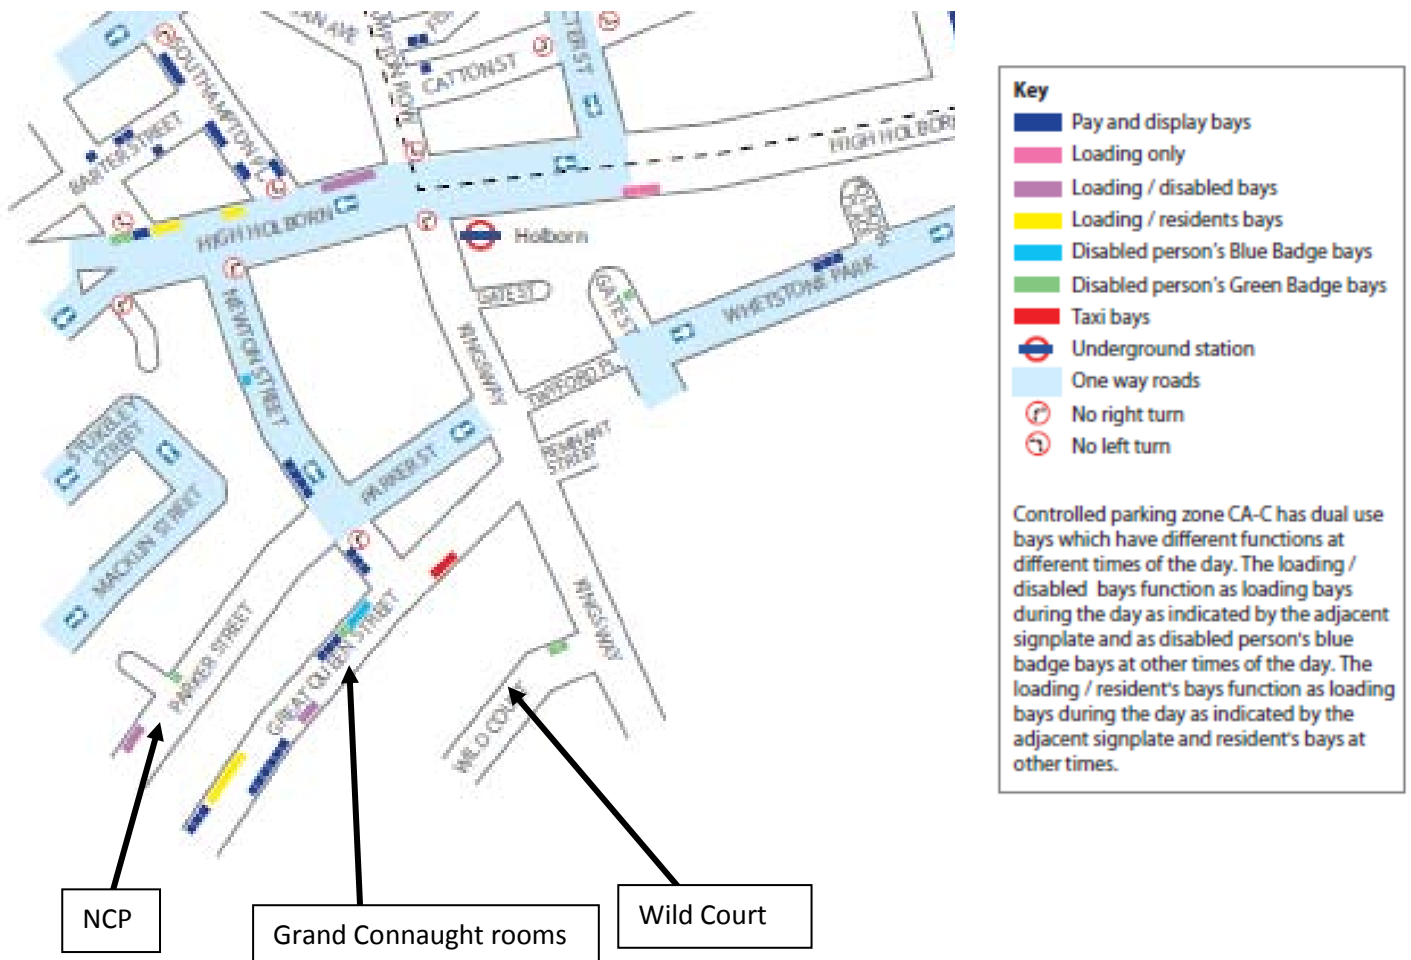 SOUTHAMPTON PL
CATTON ST
BARTER STREET
HIGH HOLBORN
HIGH HOLBORN
Holborn
NEWTON STREET
GATE ST
GATE ST
WHETSTONE PARK
KINGSWAY
REMNANT
STREET
STUKELEY
STREET
PARKER ST
MACKLIN STREET
PARKER STREET
GREAT QUEEN STREET
KINGSWAY
WILD COURT
NCP
Grand Connaught rooms
Wild Court
Key
Pay and display bays
Loading only
Loading / disabled bays
Loading / residents bays
Disabled person's Blue Badge bays
Disabled person's Green Badge bays
Taxi bays
Underground station
One way roads
No right turn
No left turn
Controlled parking zone CA-C has dual use
bays which have different functions at
different times of the day. The loading /
disabled bays function as loading bays
during the day as indicated by the adjacent
signplate and as disabled person's blue
badge bays at other times of the day. The
loading / resident's bays function as loading
bays during the day as indicated by the
adjacent signplate and resident's bays at
other times.